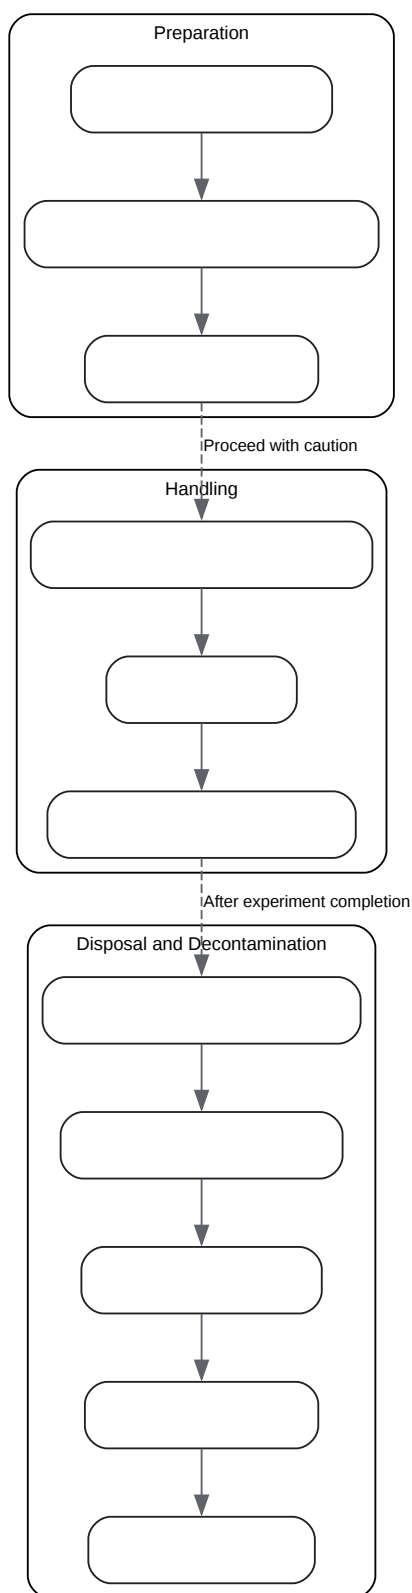 Preparation
Proceed with caution
Handling
After experiment completion
Disposal and Decontamination